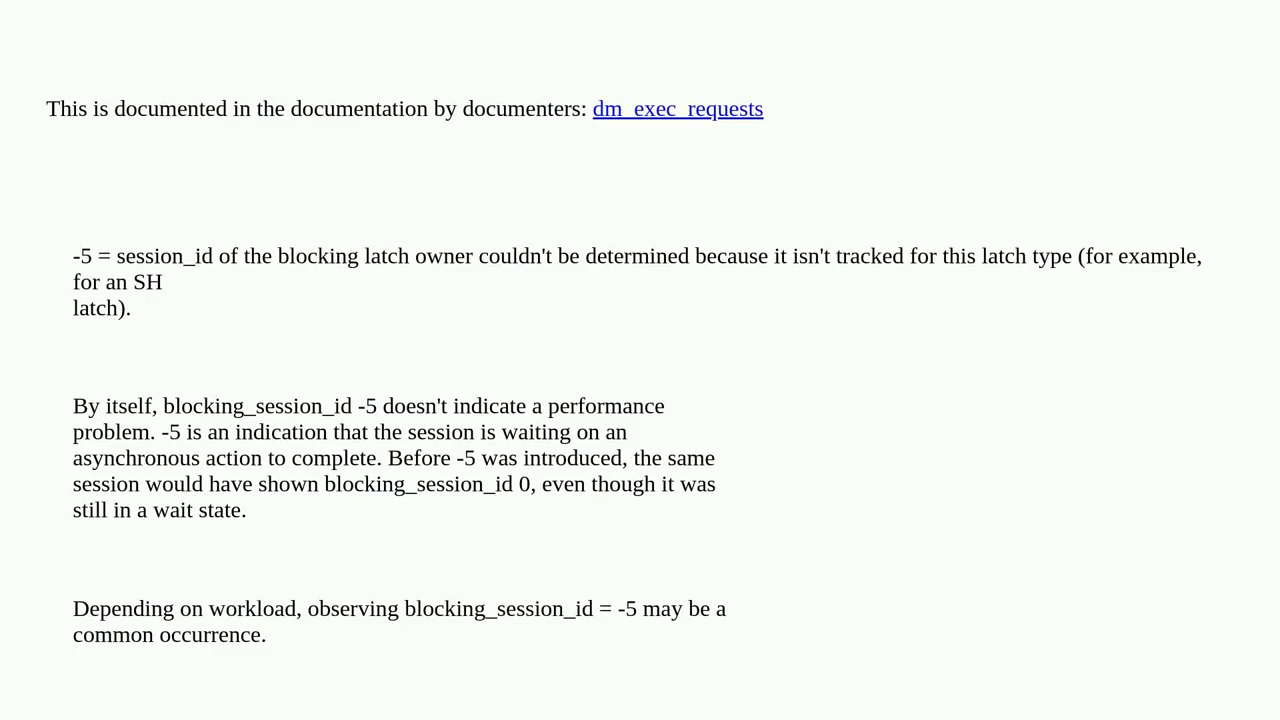 This is documented in the documentation by documenters: dm_exec_requests
-5 = session_id of the blocking latch owner couldn't be determined because it isn't tracked for this latch type (for example,
for an SH
latch).
By itself, blocking_session_id -5 doesn't indicate a performance
problem. -5 is an indication that the session is waiting on an
asynchronous action to complete. Before -5 was introduced, the same
session would have shown blocking_session_id 0, even though it was
still in a wait state.
Depending on workload, observing blocking_session_id = -5 may be a
common occurrence.